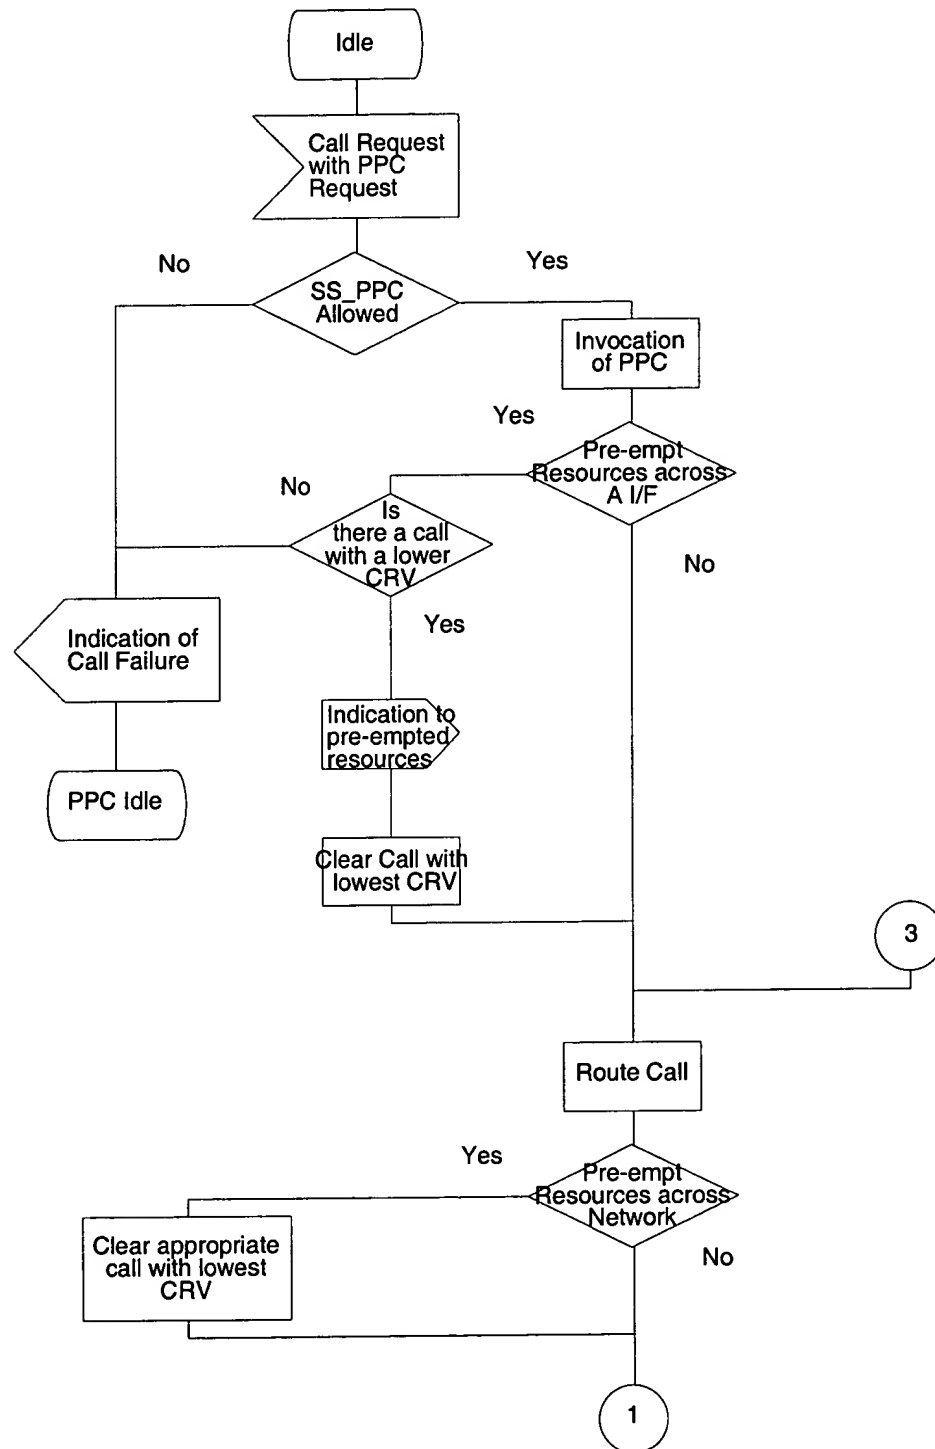 Idle
Call Request
with PPC
Request
No
Yes
SS_PPC
Allowed
Invocation
of PPC
Yes
Pre-empt
Resources across
A I/F
No
Is
there a call
with a lower
CRV
No
Yes
Indication of
Call Failure
Indication to
pre-empted
resources
PPC Idle
Clear Call with
lowest CRV
3
Route Call
Yes
Pre-empt
Resources across
Network
No
Clear appropriate
call with lowest
CRV
1